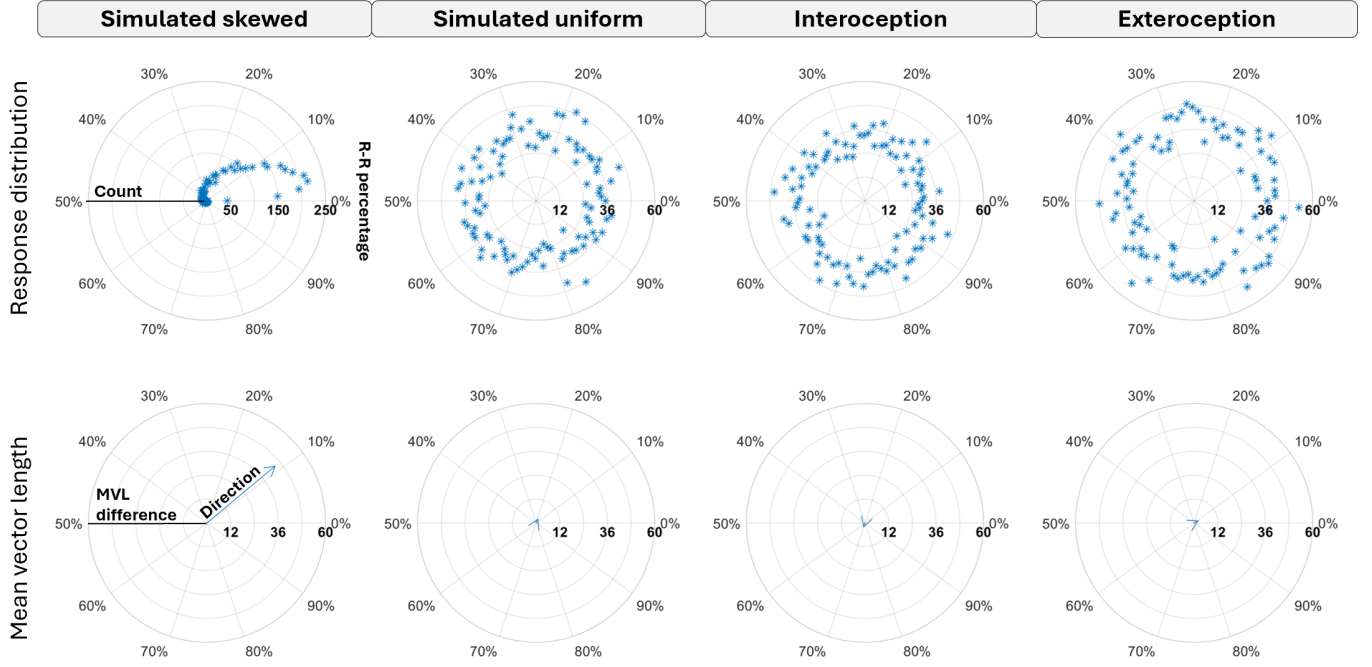 Simulated skewed
Simulated uniform
Interoception
Exteroception
Response distribution
30% 20%
40% 10%
Count
50% 50 150 250 0%
60% 90%
70% 80%
R-R percentage
30% 20%
40% 10%
50% 12 36 60 0%
60% 90%
70% 80%
30% 20%
40% 10%
50% 12 36 60 0%
60% 90%
70% 80%
30% 20%
40% 10%
50% 12 36 60 0%
60% 90%
70% 80%
Mean vector length
30% 20%
40% 10%
MVL
difference
Direction
50% 12 36 60 0%
60% 90%
70% 80%
30% 20%
40% 10%
50% 12 36 60 0%
60% 90%
70% 80%
30% 20%
40% 10%
50% 12 36 60 0%
60% 90%
70% 80%
30% 20%
40% 10%
50% 12 36 60 0%
60% 90%
70% 80%